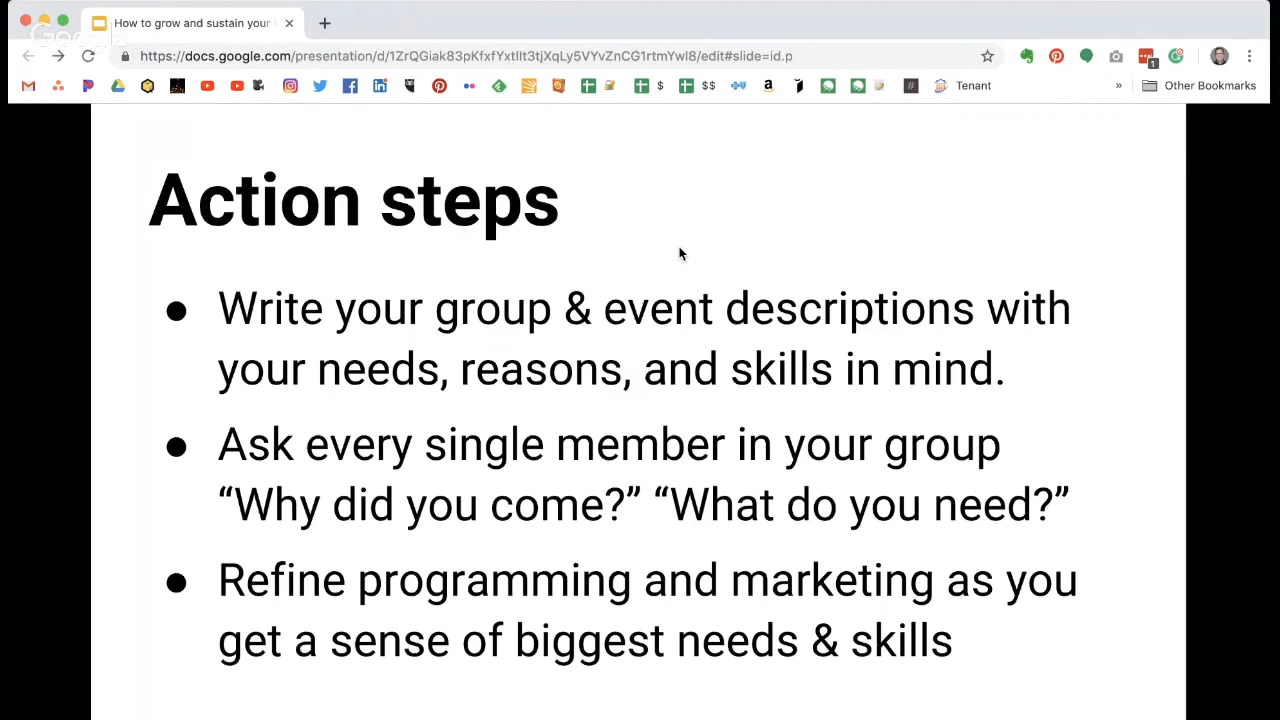 How to grow and sustain your
Google
https://docs.google.com/presentation/d/1ZrQGiak83pKfxfYxtlIt3tjXqLy5VYvZnCG1rtmYwI8/edit#slide=id.p
1
$
$$
a
#
Tenant
»
Other Bookmarks
Action steps
● Write your group & event descriptions with
your needs, reasons, and skills in mind.
● Ask every single member in your group
“Why did you come?” “What do you need?”
● Refine programming and marketing as you
get a sense of biggest needs & skills